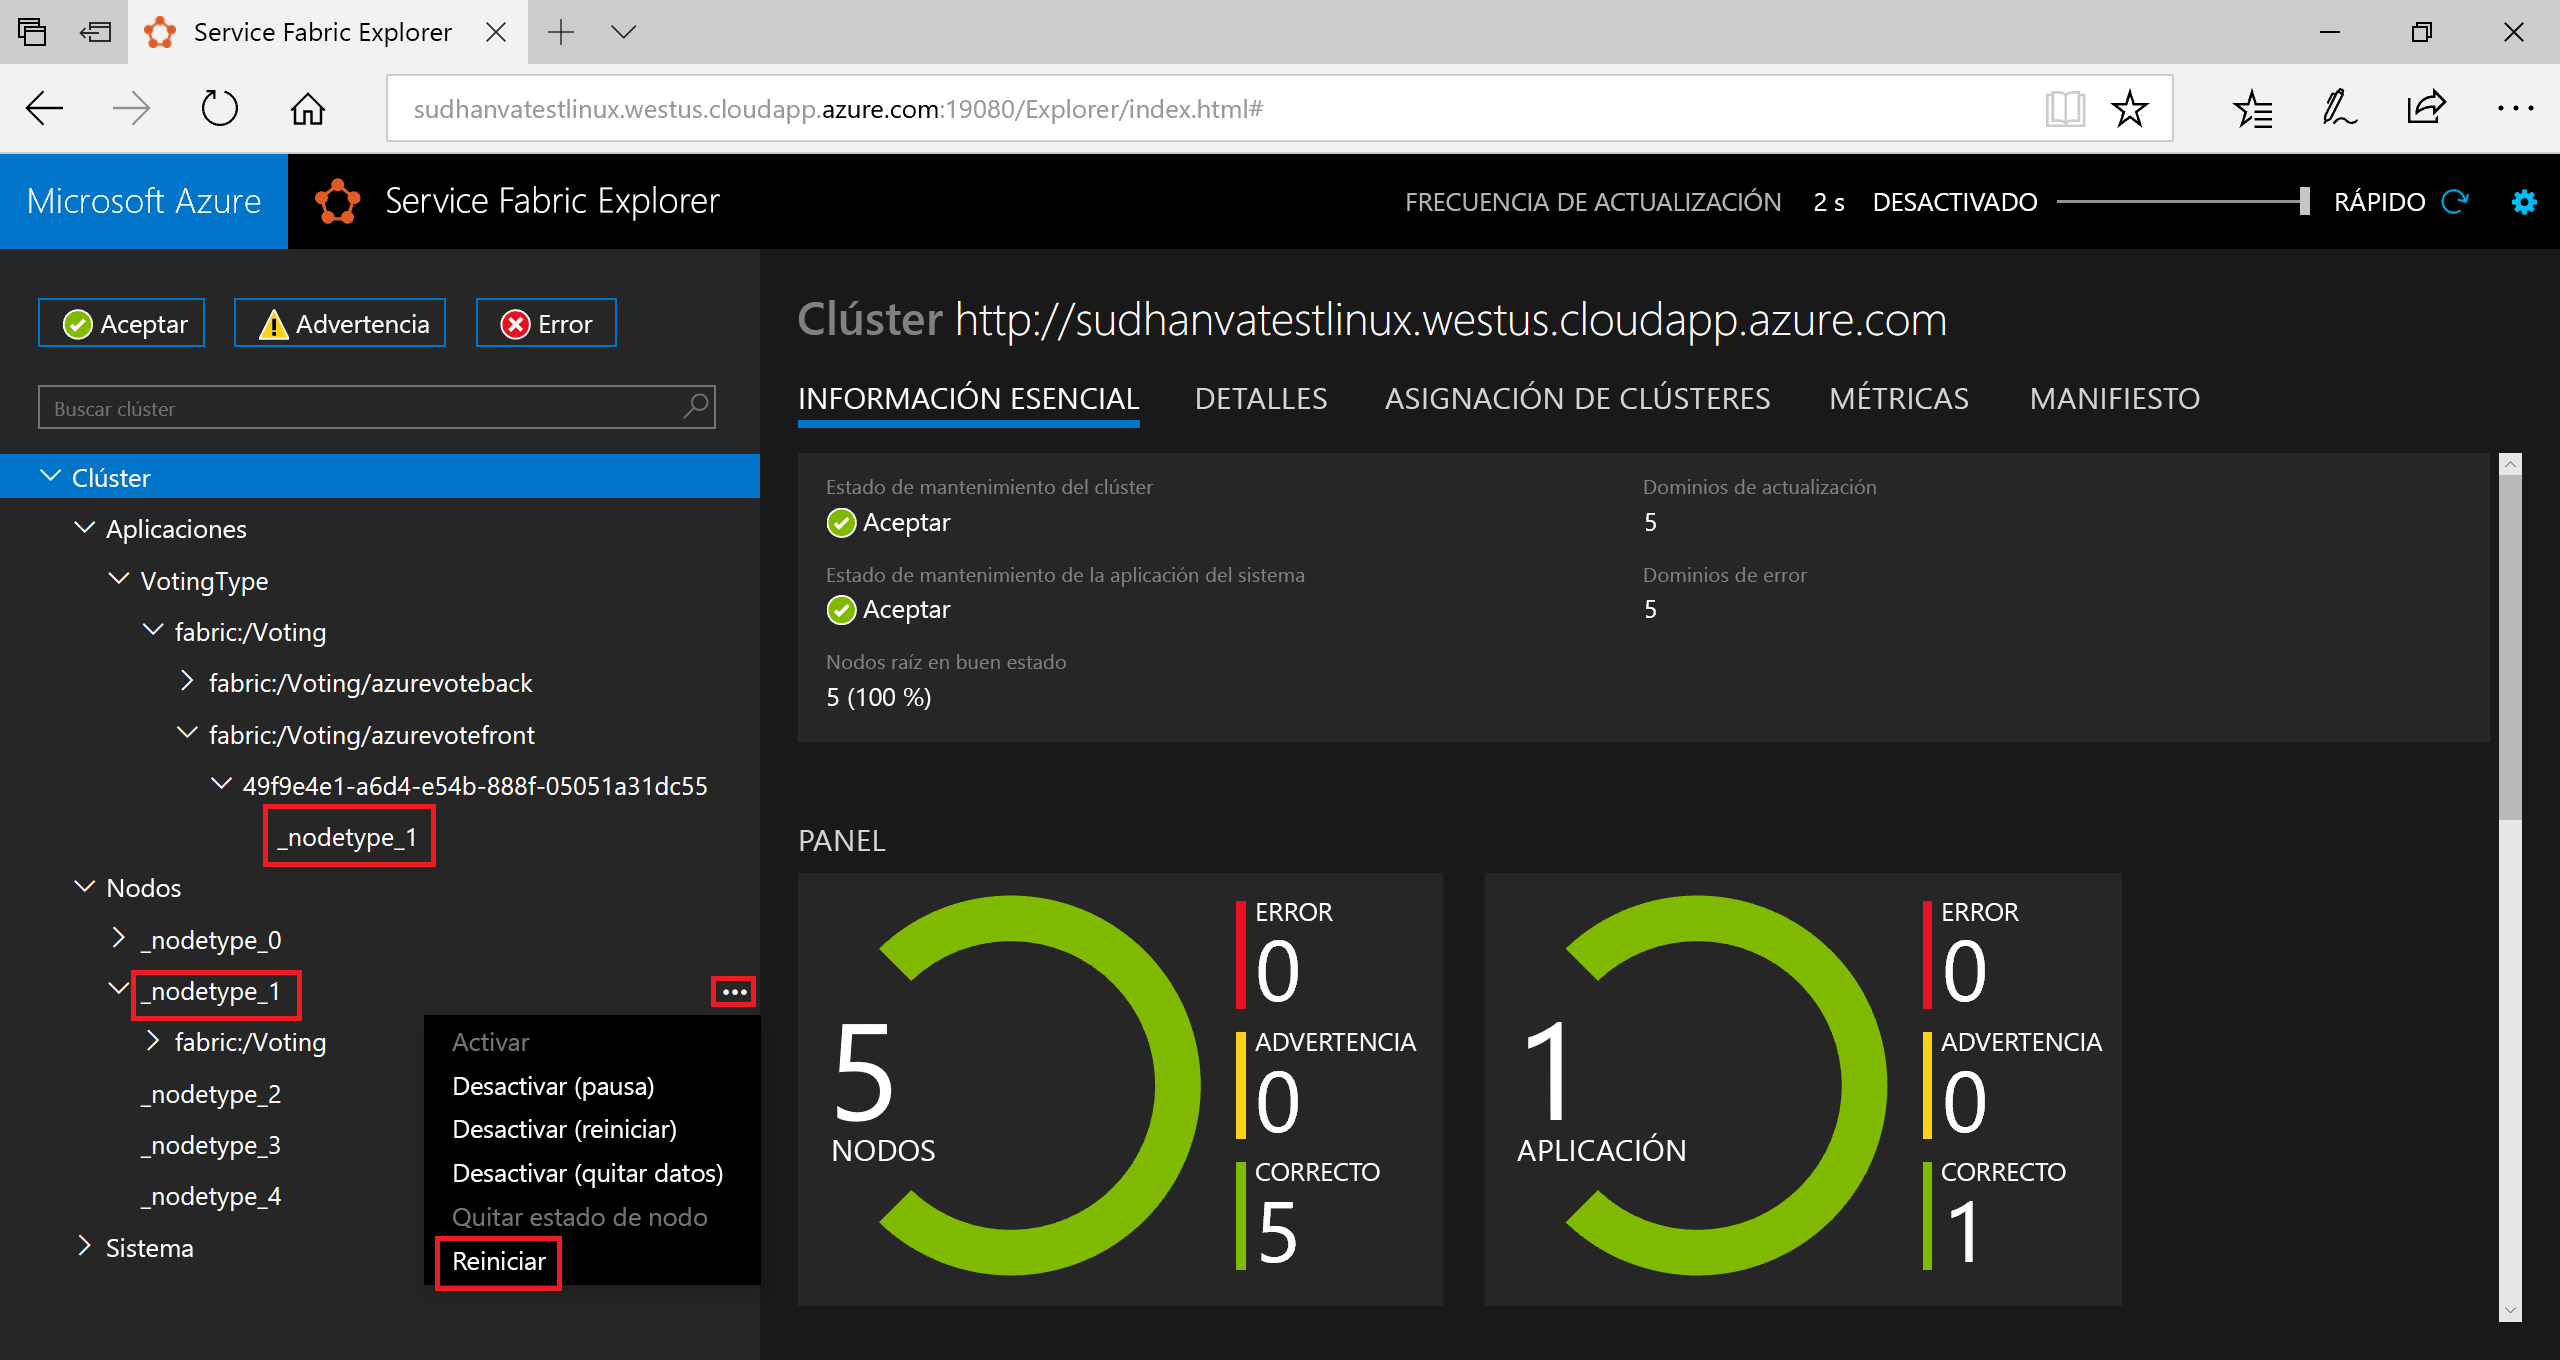 Service Fabric Explorer
sudhanvatestlinux.westus.cloudapp.azure.com:19080/Explorer/index.html#
Microsoft Azure
Service Fabric Explorer
FRECUENCIA DE ACTUALIZACIÓN 2 s DESACTIVADO RÁPIDO
Aceptar Advertencia Error
Buscar clúster
Clúster
Aplicaciones
VotingType
fabric:/Voting
fabric:/Voting/azurevoteback
fabric:/Voting/azurevotefront
49f9e4e1-a6d4-e54b-888f-05051a31dc55
_nodetype_1
Nodos
_nodetype_0
_nodetype_1
fabric:/Voting
_nodetype_2
_nodetype_3
_nodetype_4
Sistema
Activar
Desactivar (pausa)
Desactivar (reiniciar)
Desactivar (quitar datos)
Quitar estado de nodo
Reiniciar
Clúster http://sudhanvatestlinux.westus.cloudapp.azure.com
INFORMACIÓN ESENCIAL DETALLES ASIGNACIÓN DE CLÚSTERES MÉTRICAS MANIFIESTO
Estado de mantenimiento del clúster
Aceptar
Dominios de actualización
5
Estado de mantenimiento de la aplicación del sistema
Aceptar
Dominios de error
5
Nodos raíz en buen estado
5 (100 %)
PANEL
5
NODOS
ERROR
0
ADVERTENCIA
0
CORRECTO
5
1
APLICACIÓN
ERROR
0
ADVERTENCIA
0
CORRECTO
1